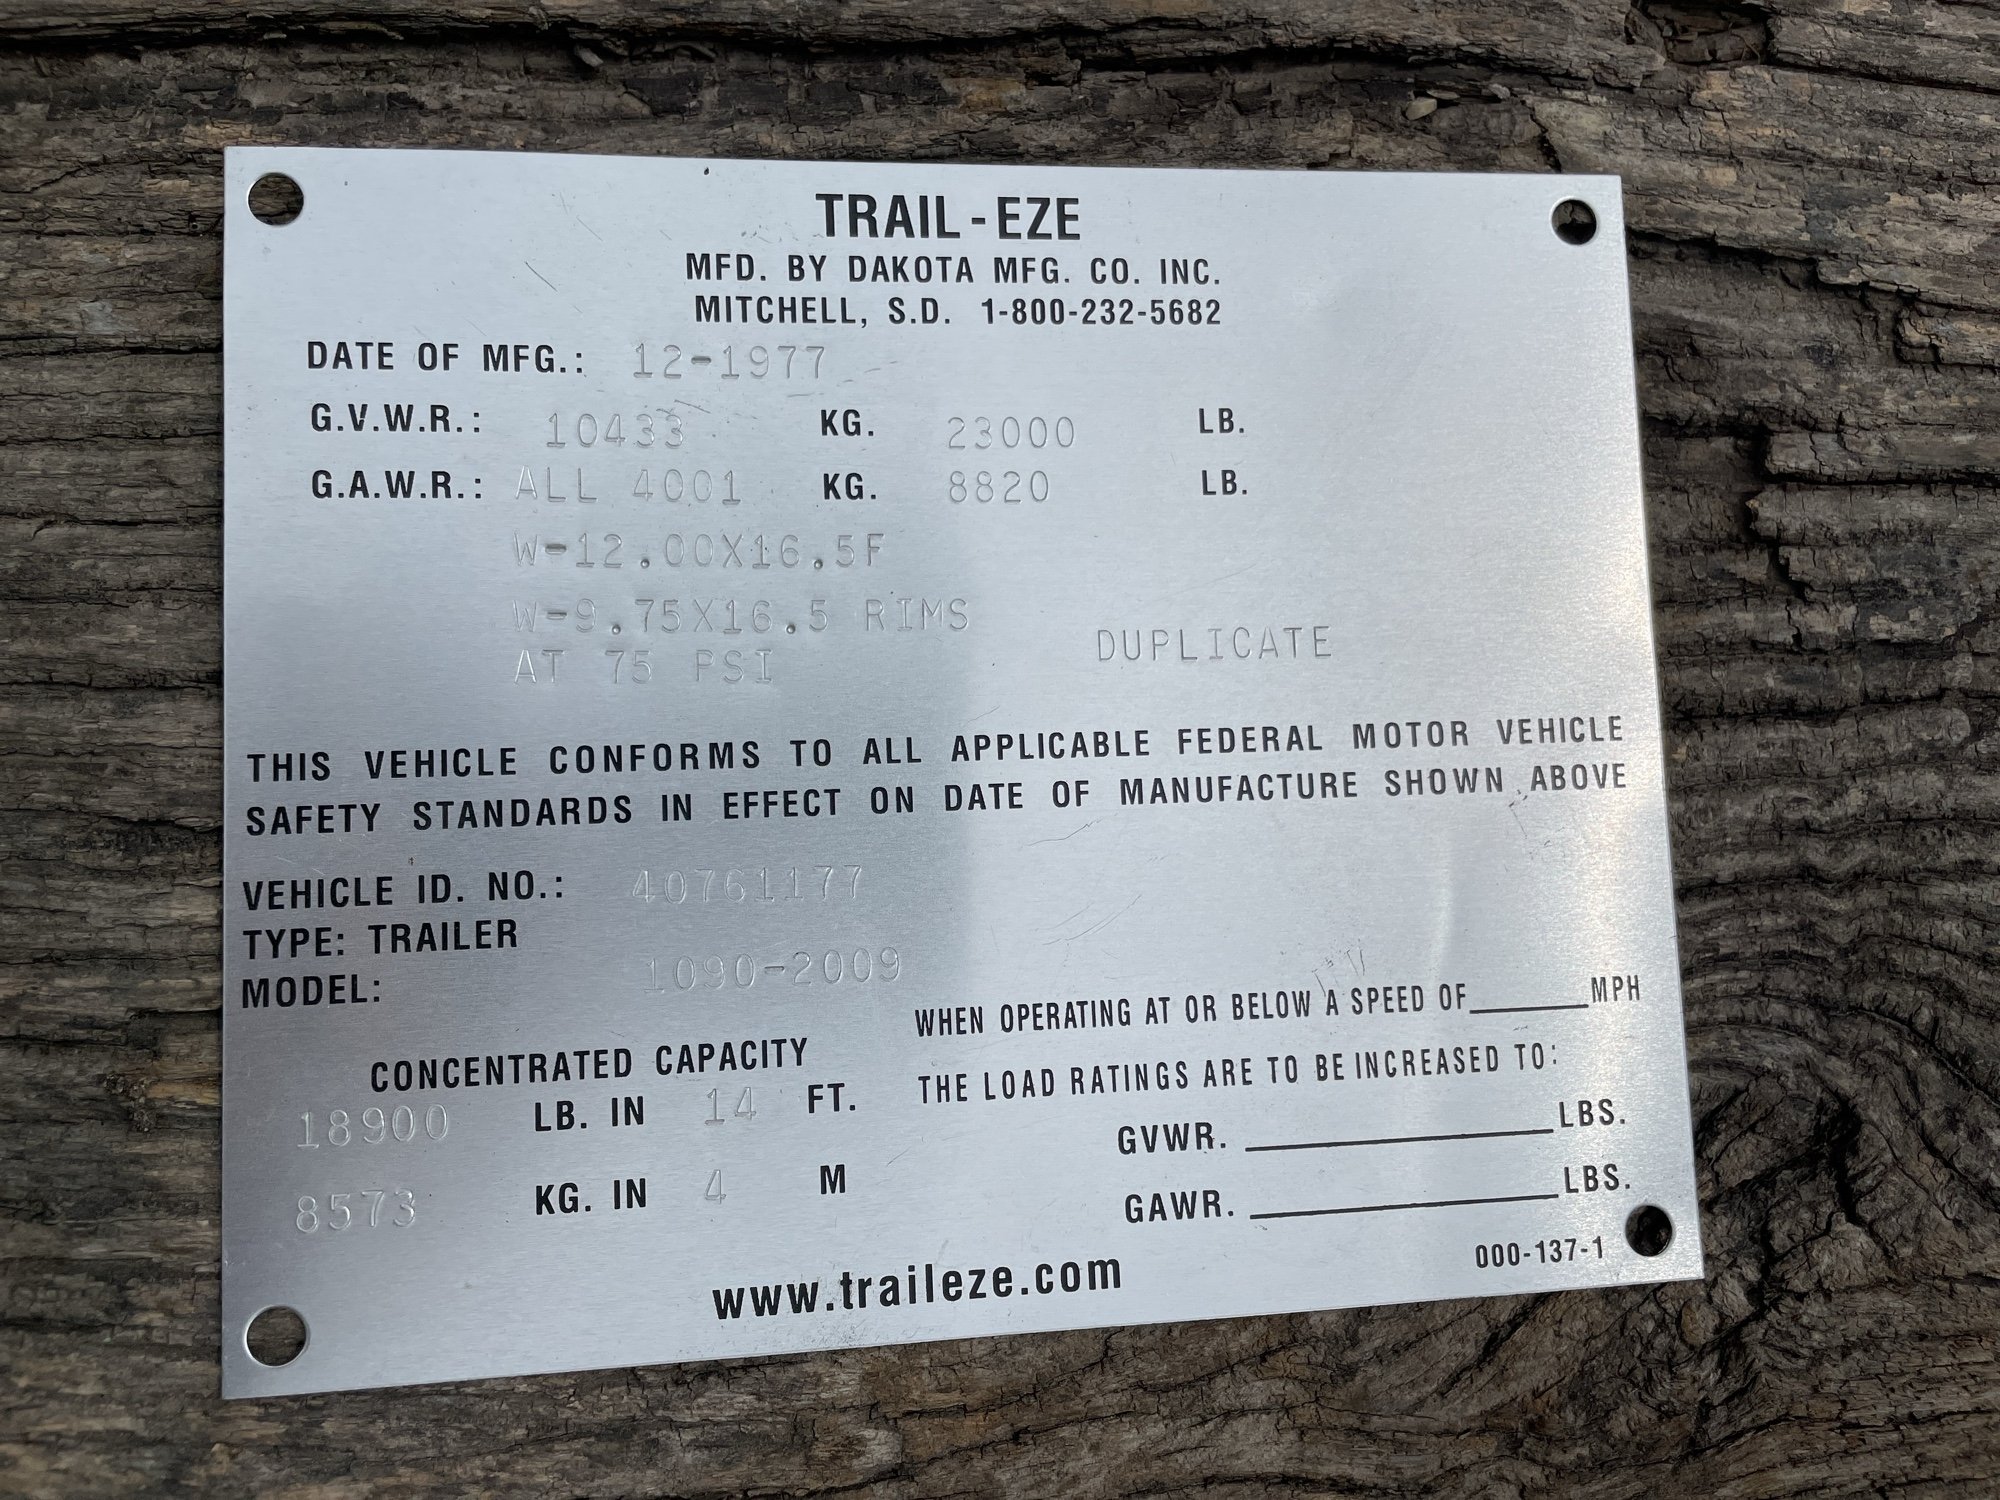 TRAIL-EZE
MFD. BY DAKOTA MFG. CO. INC.
MITCHELL, S.D. 1-800-232-5682
DATE OF MFG.: 12-1977
G.V.W.R.: 10433 KG. 23000 LB.
G.A.W.R.: ALL 4001 KG. 8820 LB.
W-12.00X16.5F
W-9.75X16.5 RIMS
AT 75 PSI
DUPLICATE
THIS VEHICLE CONFORMS TO ALL APPLICABLE FEDERAL MOTOR VEHICLE
SAFETY STANDARDS IN EFFECT ON DATE OF MANUFACTURE SHOWN ABOVE
VEHICLE ID. NO.: 40761177
TYPE: TRAILER
MODEL: 1090-2009
CONCENTRATED CAPACITY
18900 LB. IN 14 FT.
8573 KG. IN 4 M
WHEN OPERATING AT OR BELOW A SPEED OF ______ MPH
THE LOAD RATINGS ARE TO BE INCREASED TO:
GVWR. ______ LBS.
GAWR. ______ LBS.
www.traileze.com
000-137-1